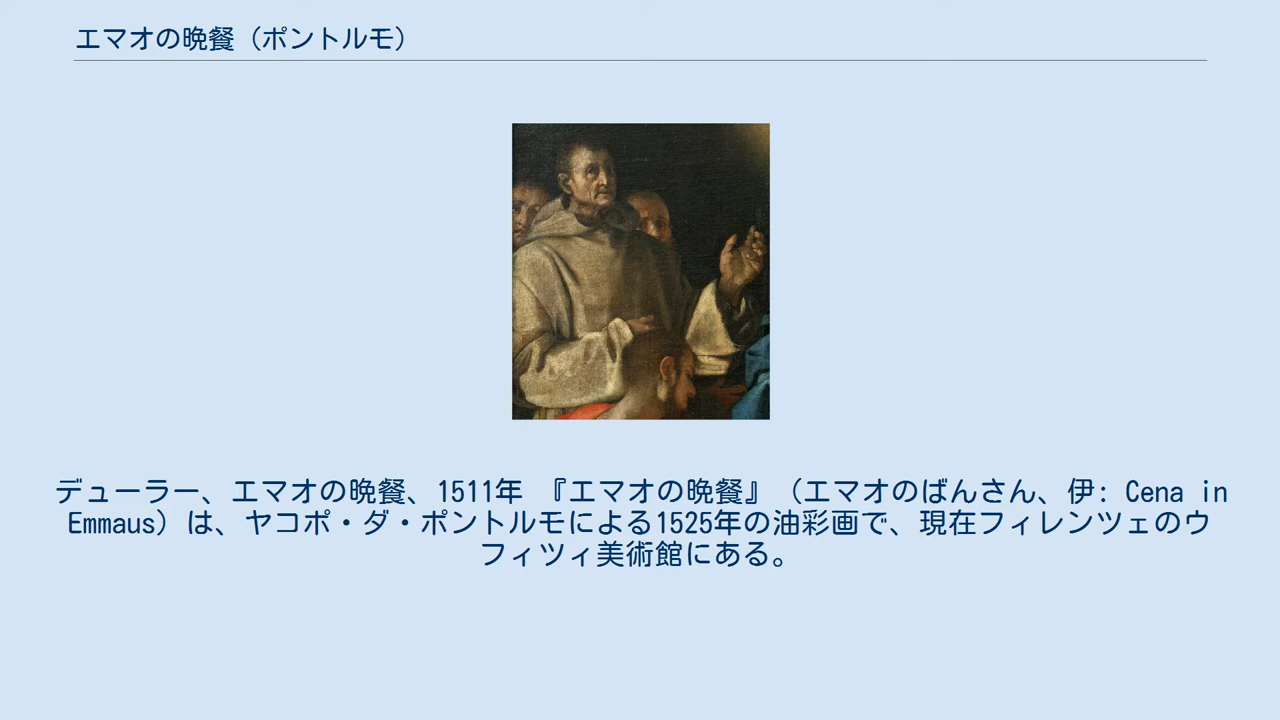 エマオの晩餐（ポントルモ）
デューラー、エマオの晩餐、1511年 『エマオの晩餐』（エマオのばんさん、伊: Cena in
Emmaus）は、ヤコポ・ダ・ポントルモによる1525年の油彩画で、現在フィレンツェのウ
フィツィ美術館にある。